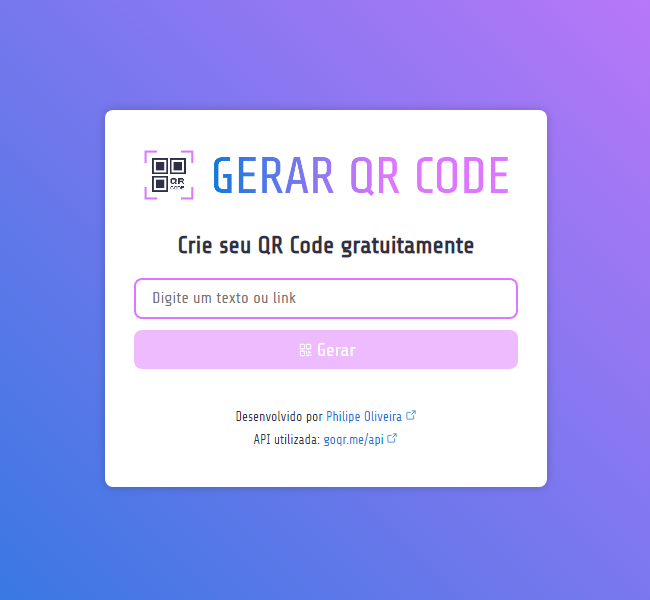 QR
CODE
GERAR QR CODE
Crie seu QR Code gratuitamente
Digite um texto ou link
Gerar
Desenvolvido por Philipe Oliveira
API utilizada: goqr.me/api